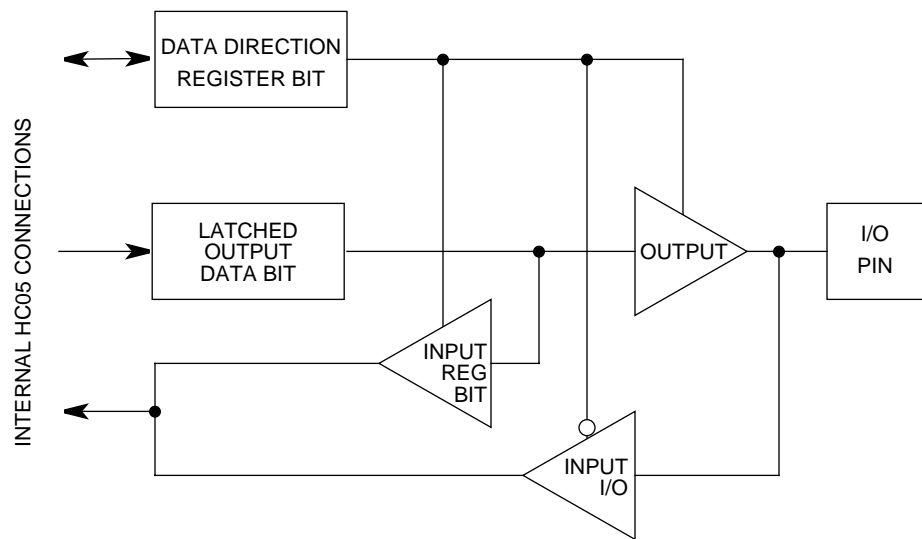 DATA DIRECTION
REGISTER BIT
INTERNAL HC05 CONNECTIONS
LATCHED
OUTPUT
DATA BIT
OUTPUT
I/O
PIN
INPUT
REG
BIT
INPUT
I/O